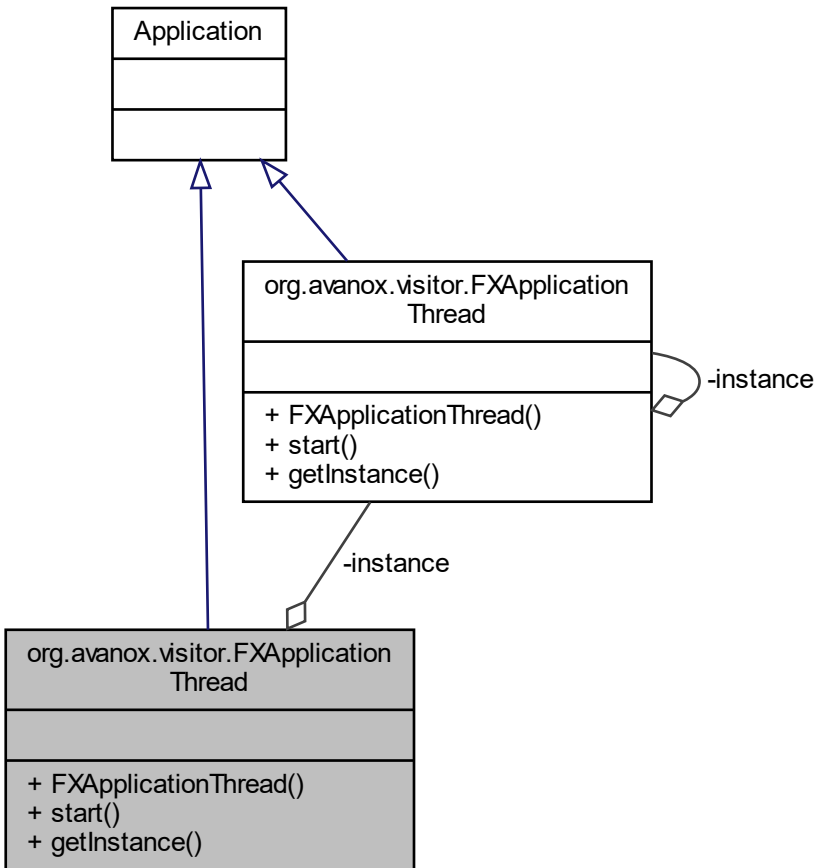 Application
org.avanox.visitor.FXApplication
Thread
-instance
+ FXApplicationThread()
+ start()
+ getInstance()
-instance
org.avanox.visitor.FXApplication
Thread
+ FXApplicationThread()
+ start()
+ getInstance()